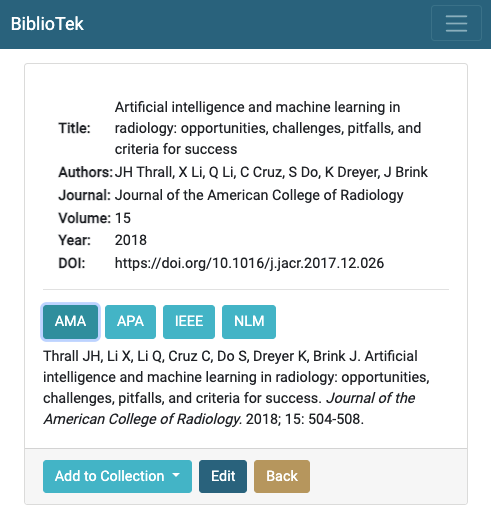 BiblioTek
Artificial intelligence and machine learning in
Title: radiology: opportunities, challenges, pitfalls, and
criteria for success
Authors: JH Thrall, X Li, Q Li, C Cruz, S Do, K Dreyer, J Brink
Journal: Journal of the American College of Radiology
Volume: 15
Year: 2018
DOI: https://doi.org/10.1016/j.jacr.2017.12.026
AMA APA IEEE NLM
Thrall JH, Li X, Li Q, Cruz C, Do S, Dreyer K, Brink J. Artificial
intelligence and machine learning in radiology: opportunities,
challenges, pitfalls, and criteria for success. Journal of the
American College of Radiology. 2018; 15: 504-508.
Add to Collection Edit Back